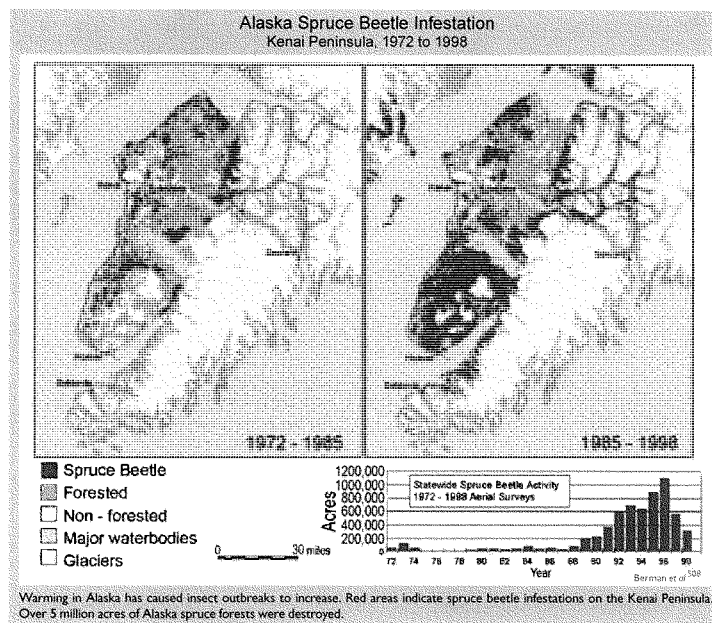 Alaska Spruce Beetle Infestation
Kenai Peninsula, 1972 to 1998
1972 - 1985
1985 - 1998
Spruce Beetle
Forested
Non - forested
Major waterbodies
Glaciers
0 30 miles
Statewide Spruce Beetle Activity
1972 - 1998 Aerial Surveys
Acres
1200,000
1000,000
800,000
600,000
400,000
200,000
0
72 74 76 78 80 82 84 86 88 90 92 94 96 98
Year
Berman et al 508
Warming in Alaska has caused insect outbreaks to increase. Red areas indicate spruce beetle infestations on the Kenai Peninsula.
Over 5 million acres of Alaska spruce forests were destroyed.